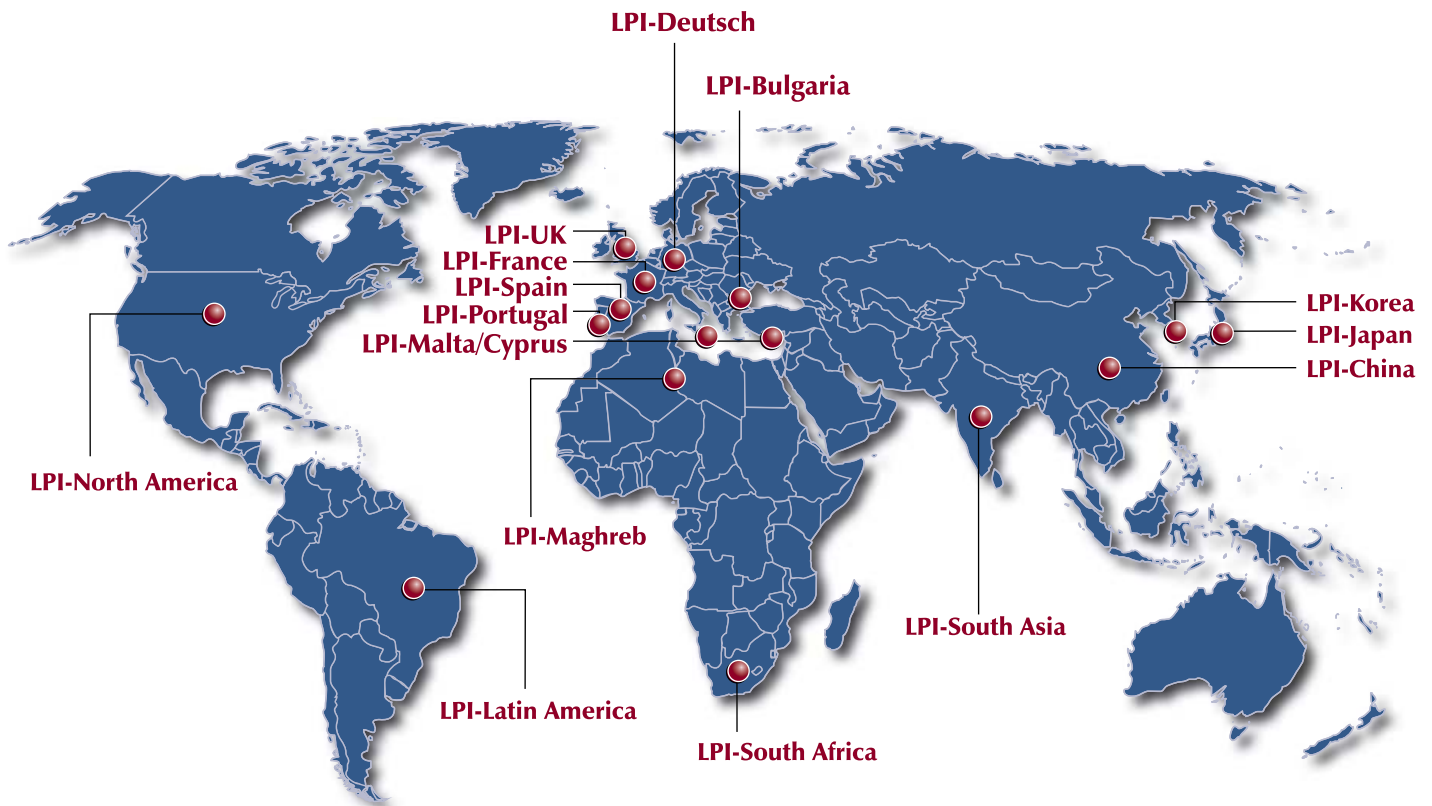 LPI-Deutsch
LPI-Bulgaria
LPI-UK
LPI-France
LPI-Spain
LPI-Portugal
LPI-Malta/Cyprus
LPI-Korea
LPI-Japan
LPI-China
LPI-North America
LPI-Maghreb
LPI-South Asia
LPI-Latin America
LPI-South Africa